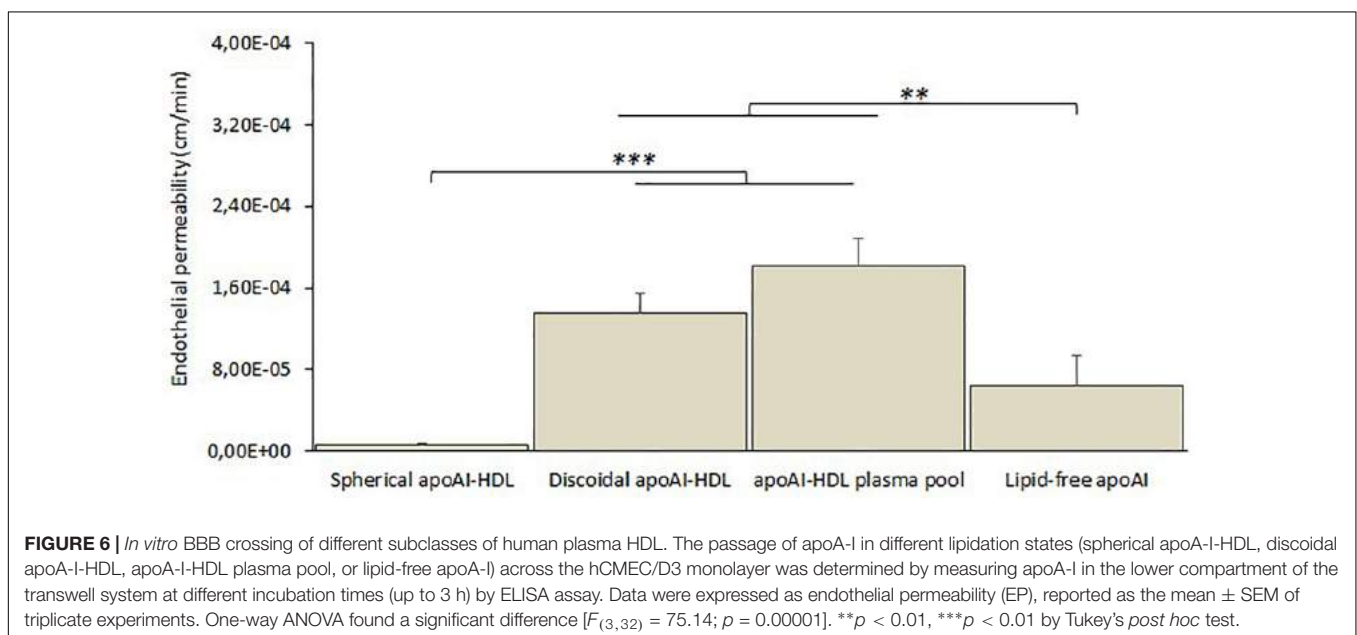 4,00E-04
**
3,20E-04
***
2,40E-04
1,60E-04
8,00E-05
0,00E+00
Endothelial permeability (cm/min)
Spherical apoAI-HDL Discoidal apoAI-HDL apoAI-HDL plasma pool Lipid-free apoAI
FIGURE 6 | In vitro BBB crossing of different subclasses of human plasma HDL. The passage of apoA-I in different lipidation states (spherical apoA-I-HDL, discoidal
apoA-I-HDL, apoA-I-HDL plasma pool, or lipid-free apoA-I) across the hCMEC/D3 monolayer was determined by measuring apoA-I in the lower compartment of the
transwell system at different incubation times (up to 3 h) by ELISA assay. Data were expressed as endothelial permeability (EP), reported as the mean ± SEM of
triplicate experiments. One-way ANOVA found a significant difference [F(3,32) = 75.14; p = 0.00001]. **p < 0.01, ***p < 0.01 by Tukey's post hoc test.